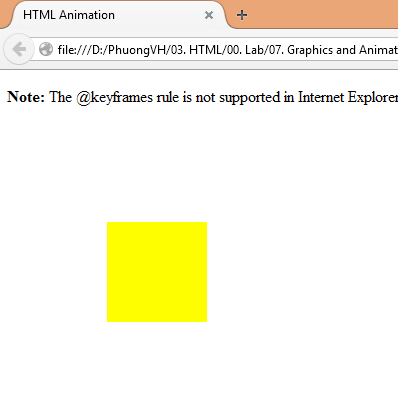 HTML Animation
file:///D:/PhuongVH/03. HTML/00. Lab/07. Graphics and Animat
Note: The @keyframes rule is not supported in Internet Explorer